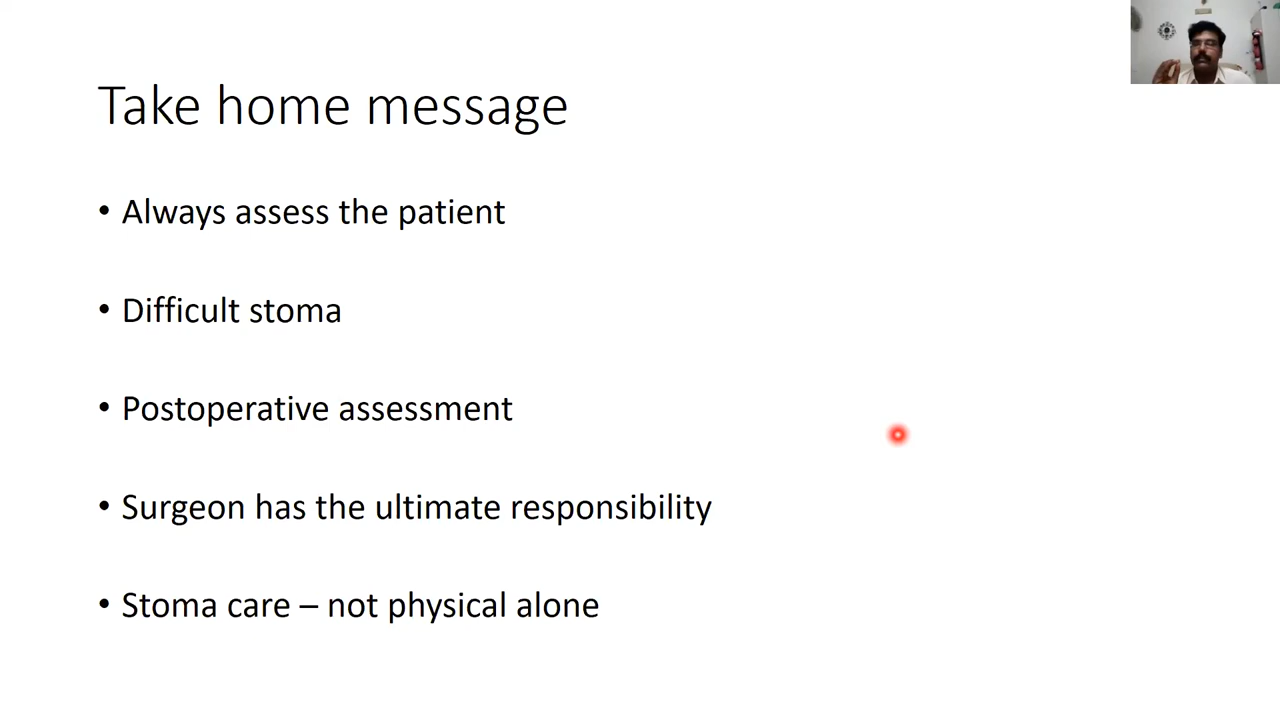 Take home message
• Always assess the patient
• Difficult stoma
• Postoperative assessment
• Surgeon has the ultimate responsibility
• Stoma care – not physical alone